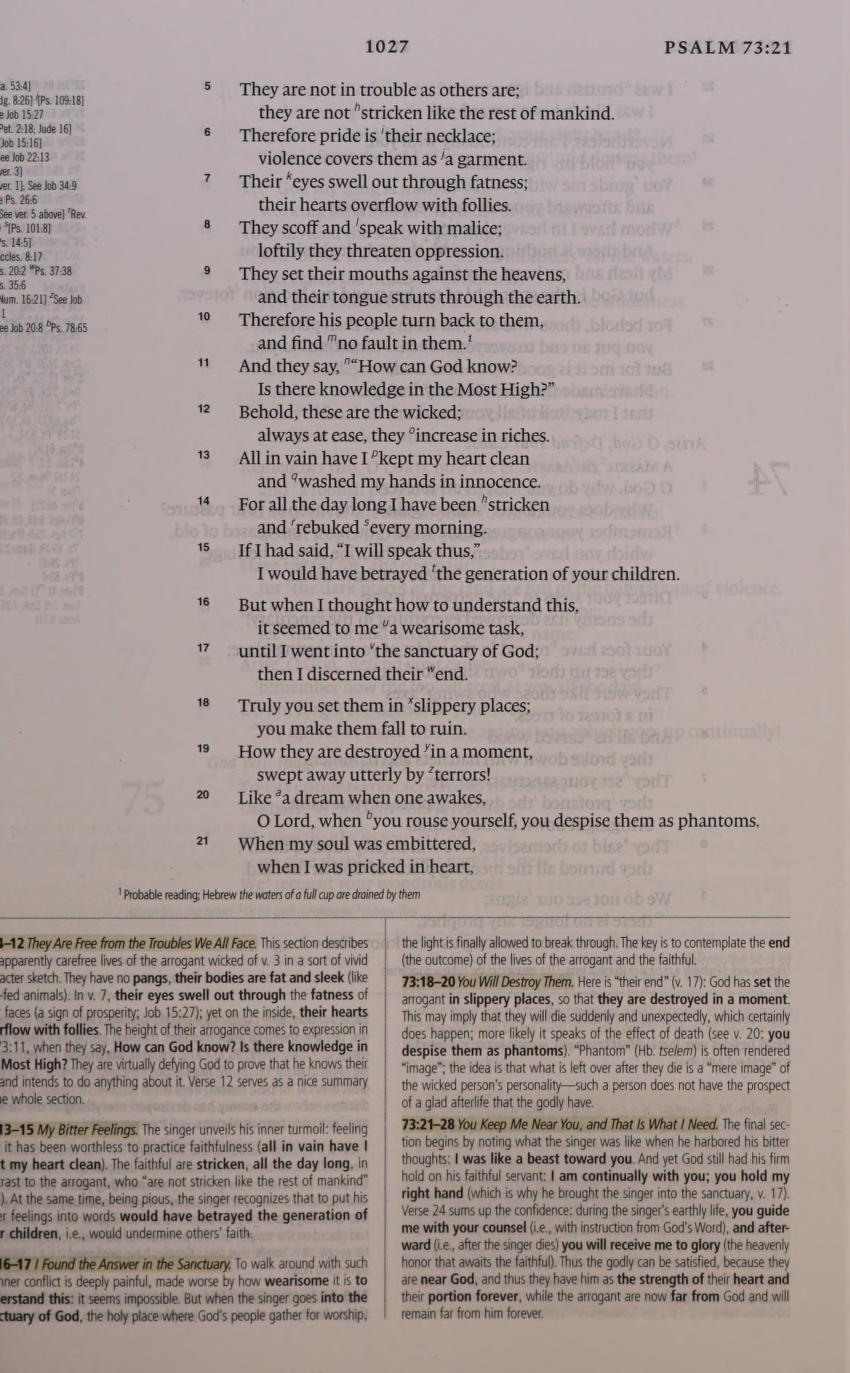 1027 PSALM 73:21
a. 53:4]
dg. 8:26] ⁱ[Ps. 109:18]
e Job 15:27
Pet. 2:18; Jude 16]
Job 15:16]
ee Job 22:13
ver. 3]
ver. 1]; See Job 34:9
e Ps. 26:6
See ver. 5 above] ʳRev.
ˢ[Ps. 101:8]
s. 14:5]
ccles. 8:17
s. 20:2 ʷPs. 37:38
s. 35:6
Num. 16:21] ᶻSee Job
1
ee Job 20:8 ᵇPs. 78:65
5 They are not in trouble as others are;
they are not ʰstricken like the rest of mankind.
6 Therefore pride is ⁱtheir necklace;
violence covers them as ʲa garment.
7 Their ᵏeyes swell out through fatness;
their hearts overflow with follies.
8 They scoff and ˡspeak with malice;
loftily they threaten oppression.
9 They set their mouths against the heavens,
and their tongue struts through the earth.
10 Therefore his people turn back to them,
and find ᵐno fault in them.¹
11 And they say, ⁿ“How can God know?
Is there knowledge in the Most High?”
12 Behold, these are the wicked;
always at ease, they ᵒincrease in riches.
13 All in vain have I ᵖkept my heart clean
and ᑫwashed my hands in innocence.
14 For all the day long I have been ʰstricken
and ʳrebuked ˢevery morning.
15 If I had said, “I will speak thus,”
I would have betrayed ᵗthe generation of your children.
16 But when I thought how to understand this,
it seemed to me ᵘa wearisome task,
17 until I went into ᵛthe sanctuary of God;
then I discerned their ʷend.
18 Truly you set them in ˣslippery places;
you make them fall to ruin.
19 How they are destroyed ʸin a moment,
swept away utterly by ᶻterrors!
20 Like ᵃa dream when one awakes,
O Lord, when ᵇyou rouse yourself, you despise them as phantoms.
21 When my soul was embittered,
when I was pricked in heart,
¹ Probable reading; Hebrew the waters of a full cup are drained by them
–12 They Are Free from the Troubles We All Face. This section describes
apparently carefree lives of the arrogant wicked of v. 3 in a sort of vivid
acter sketch. They have no pangs, their bodies are fat and sleek (like
-fed animals). In v. 7, their eyes swell out through the fatness of
faces (a sign of prosperity; Job 15:27); yet on the inside, their hearts
rflow with follies. The height of their arrogance comes to expression in
3:11, when they say, How can God know? Is there knowledge in
Most High? They are virtually defying God to prove that he knows their
and intends to do anything about it. Verse 12 serves as a nice summary
e whole section.
13–15 My Bitter Feelings. The singer unveils his inner turmoil: feeling
it has been worthless to practice faithfulness (all in vain have I
t my heart clean). The faithful are stricken, all the day long, in
rast to the arrogant, who “are not stricken like the rest of mankind”
). At the same time, being pious, the singer recognizes that to put his
r feelings into words would have betrayed the generation of
r children, i.e., would undermine others’ faith.
6–17 I Found the Answer in the Sanctuary. To walk around with such
nner conflict is deeply painful, made worse by how wearisome it is to
erstand this: it seems impossible. But when the singer goes into the
ctuary of God, the holy place where God’s people gather for worship,
the light is finally allowed to break through. The key is to contemplate the end
(the outcome) of the lives of the arrogant and the faithful.
73:18–20 You Will Destroy Them. Here is “their end” (v. 17): God has set the
arrogant in slippery places, so that they are destroyed in a moment.
This may imply that they will die suddenly and unexpectedly, which certainly
does happen; more likely it speaks of the effect of death (see v. 20: you
despise them as phantoms). “Phantom” (Hb. tselem) is often rendered
“image”; the idea is that what is left over after they die is a “mere image” of
the wicked person’s personality—such a person does not have the prospect
of a glad afterlife that the godly have.
73:21–28 You Keep Me Near You, and That Is What I Need. The final sec-
tion begins by noting what the singer was like when he harbored his bitter
thoughts: I was like a beast toward you. And yet God still had his firm
hold on his faithful servant: I am continually with you; you hold my
right hand (which is why he brought the singer into the sanctuary, v. 17).
Verse 24 sums up the confidence: during the singer’s earthly life, you guide
me with your counsel (i.e., with instruction from God’s Word), and after-
ward (i.e., after the singer dies) you will receive me to glory (the heavenly
honor that awaits the faithful). Thus the godly can be satisfied, because they
are near God, and thus they have him as the strength of their heart and
their portion forever, while the arrogant are now far from God and will
remain far from him forever.